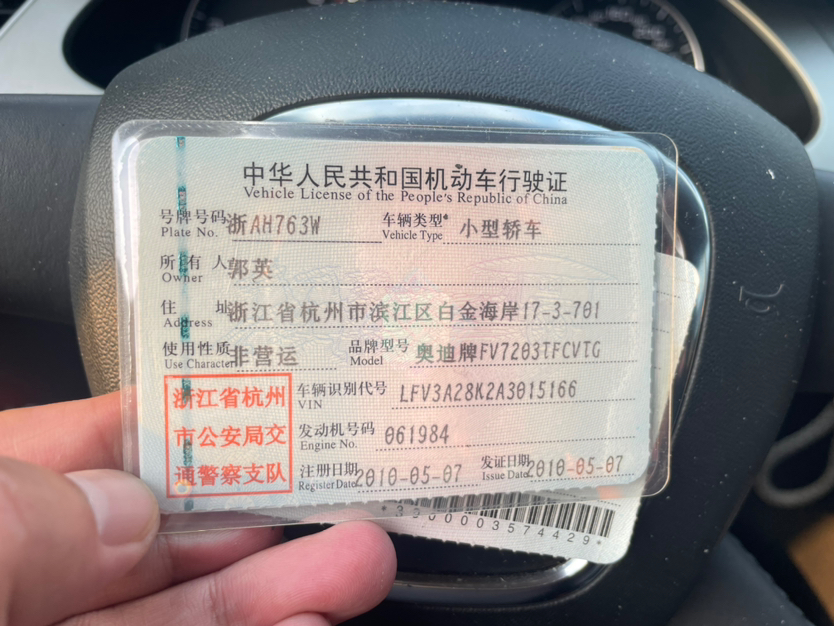 中华人民共和国机动车行驶证
Vehicle License of the People's Republic of China
号牌号码 浙AH763W 车辆类型 小型轿车
Plate No. Vehicle Type
所有人 郭英
Owner
住址 浙江省杭州市滨江区白金海岸17-3-701
Address
使用性质 非营运 品牌型号 奥迪牌FV7203TFCVTG
Use Character Model
浙江省杭州
市公安局交
通警察支队
车辆识别代号 LFV3A28K2A3015166
VIN
发动机号码 061984
Engine No.
注册日期 2010-05-07 发证日期 2010-05-07
Register Date Issue Date